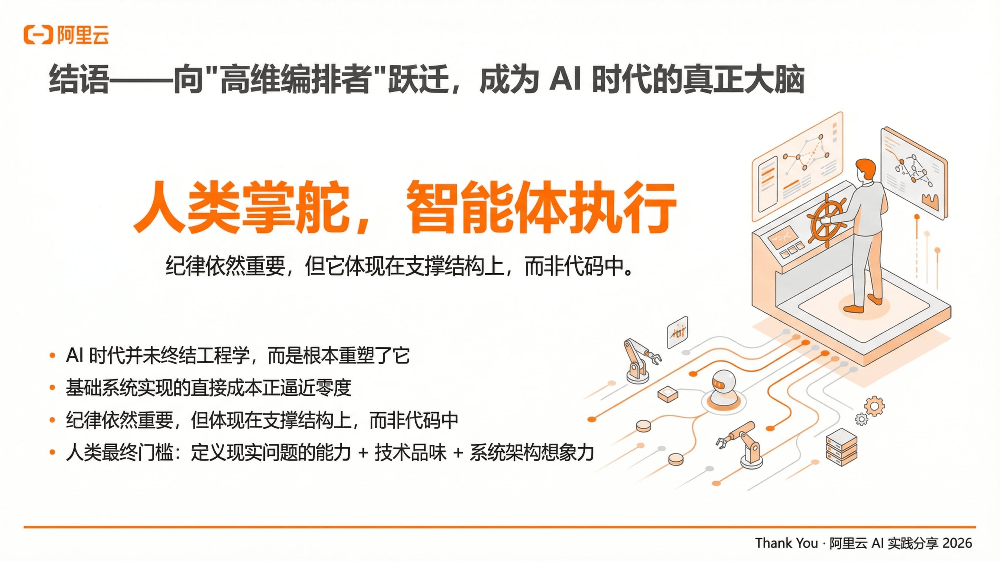 阿里云
结语——向"高维编排者"跃迁，成为 AI 时代的真正大脑
人类掌舵，智能体执行
纪律依然重要，但它体现在支撑结构上，而非代码中。
• AI 时代并未终结工程学，而是根本重塑了它
• 基础系统实现的直接成本正逼近零度
• 纪律依然重要，但体现在支撑结构上，而非代码中
• 人类最终门槛：定义现实问题的能力 + 技术品味 + 系统架构想象力
Thank You · 阿里云 AI 实践分享 2026